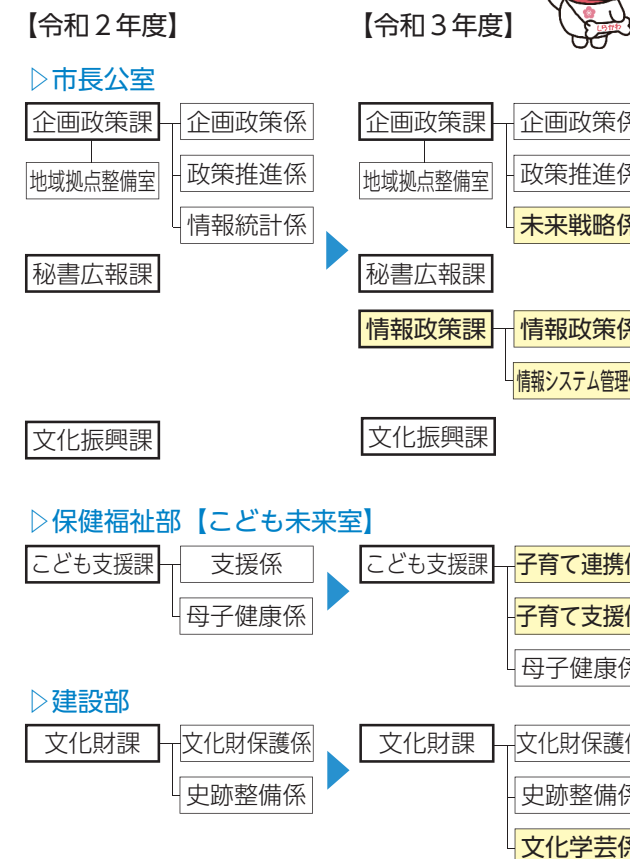 【令和２年度】 【令和３年度】
しらかわ
▷市長公室
企画政策課 企画政策係 企画政策課 企画政策係
地域拠点整備室 政策推進係 地域拠点整備室 政策推進係
情報統計係 未来戦略係
秘書広報課 秘書広報課
情報政策課 情報政策係
情報システム管理
文化振興課 文化振興課
▷保健福祉部【こども未来室】
こども支援課 支援係 こども支援課 子育て連携係
母子健康係 子育て支援係
母子健康係
▷建設部
文化財課 文化財保護係 文化財課 文化財保護係
史跡整備係 史跡整備係
文化学芸係